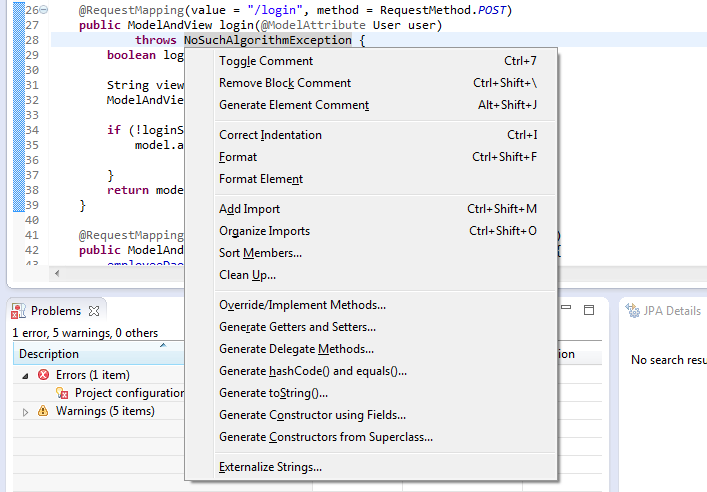 26 @RequestMapping(value = "/login", method = RequestMethod.POST)
27 public ModelAndView login(@ModelAttribute User user)
28 throws NoSuchAlgorithmException {
29 boolean log
30
31 String view
32 ModelAndVie
33
34 if (!loginS
35 model.a
36
37 }
38 return mode
39 }
40
41 @RequestMapping )
42 public ModelAnd {
43
Toggle Comment Ctrl+7
Remove Block Comment Ctrl+Shift+\
Generate Element Comment Alt+Shift+J
Correct Indentation Ctrl+I
Format Ctrl+Shift+F
Format Element
Add Import Ctrl+Shift+M
Organize Imports Ctrl+Shift+O
Sort Members...
Clean Up...
Override/Implement Methods...
Generate Getters and Setters...
Generate Delegate Methods...
Generate hashCode() and equals()...
Generate toString()...
Generate Constructor using Fields...
Generate Constructors from Superclass...
Externalize Strings...
Problems
1 error, 5 warnings, 0 others
Description ion
Errors (1 item)
Project configuration
Warnings (5 items)
JPA Details
No search resu